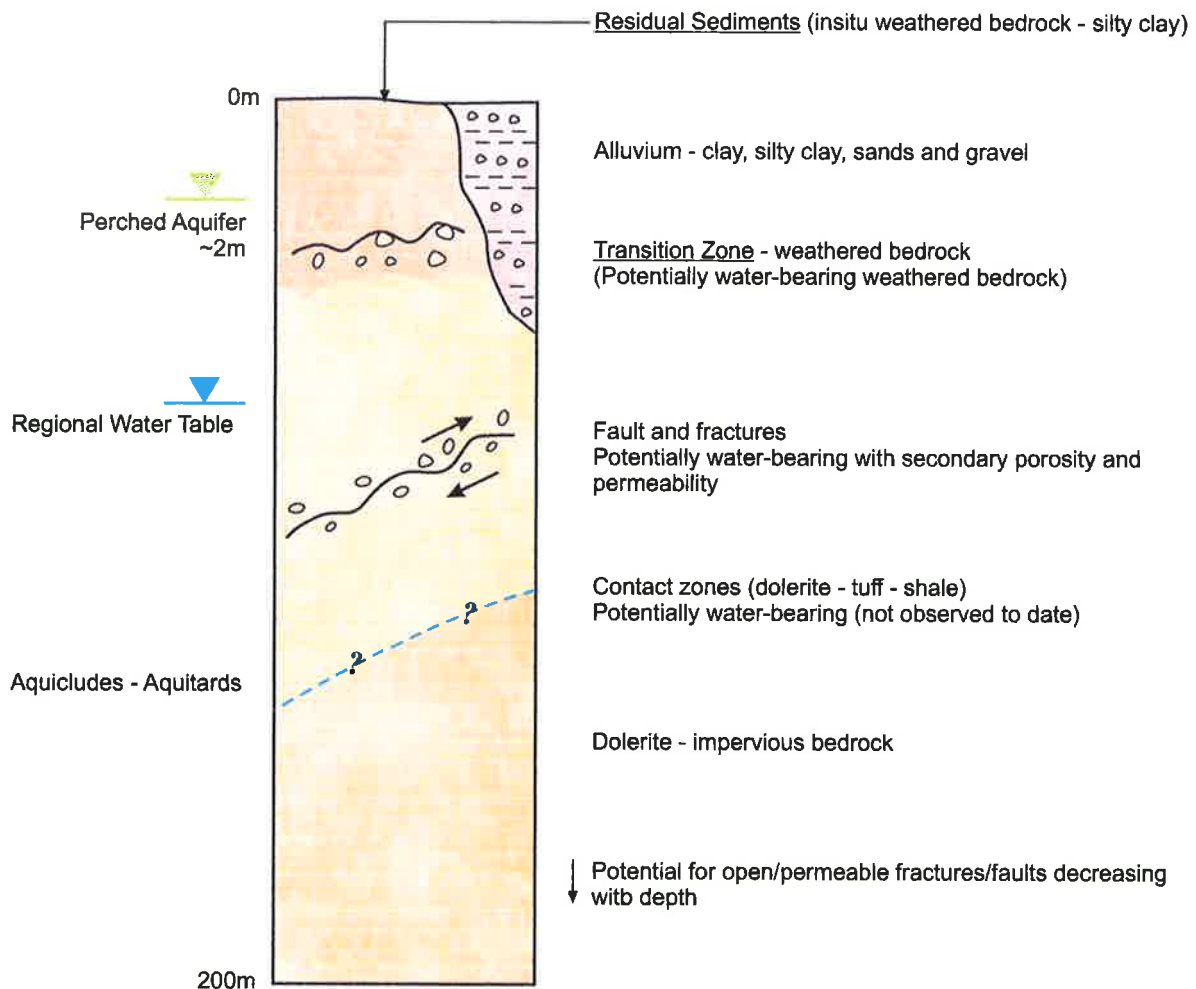 Residual Sediments (insitu weathered bedrock - silty clay)
0m
Alluvium - clay, silty clay, sands and gravel
Perched Aquifer
~2m
Transition Zone - weathered bedrock
(Potentially water-bearing weathered bedrock)
Regional Water Table
Fault and fractures
Potentially water-bearing with secondary porosity and
permeability
Contact zones (dolerite - tuff - shale)
Potentially water-bearing (not observed to date)
?
?
Aquicludes - Aquitards
Dolerite - impervious bedrock
Potential for open/permeable fractures/faults decreasing
witb depth
200m